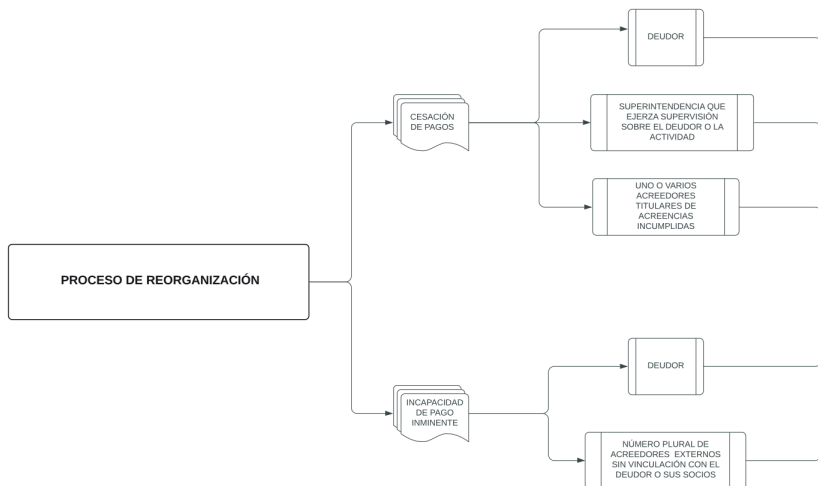 DEUDOR
CESACIÓN
DE PAGOS
SUPERINTENDENCIA QUE
EJERZA SUPERVISIÓN
SOBRE EL DEUDOR O LA
ACTIVIDAD
UNO O VARIOS
ACREEDORES
TITULARES DE
ACREENCIAS
INCUMPLIDAS
PROCESO DE REORGANIZACIÓN
DEUDOR
INCAPACIDAD
DE PAGO
INMINENTE
NÚMERO PLURAL DE
ACREEDORES EXTERNOS
SIN VINCULACIÓN CON EL
DEUDOR O SUS SOCIOS